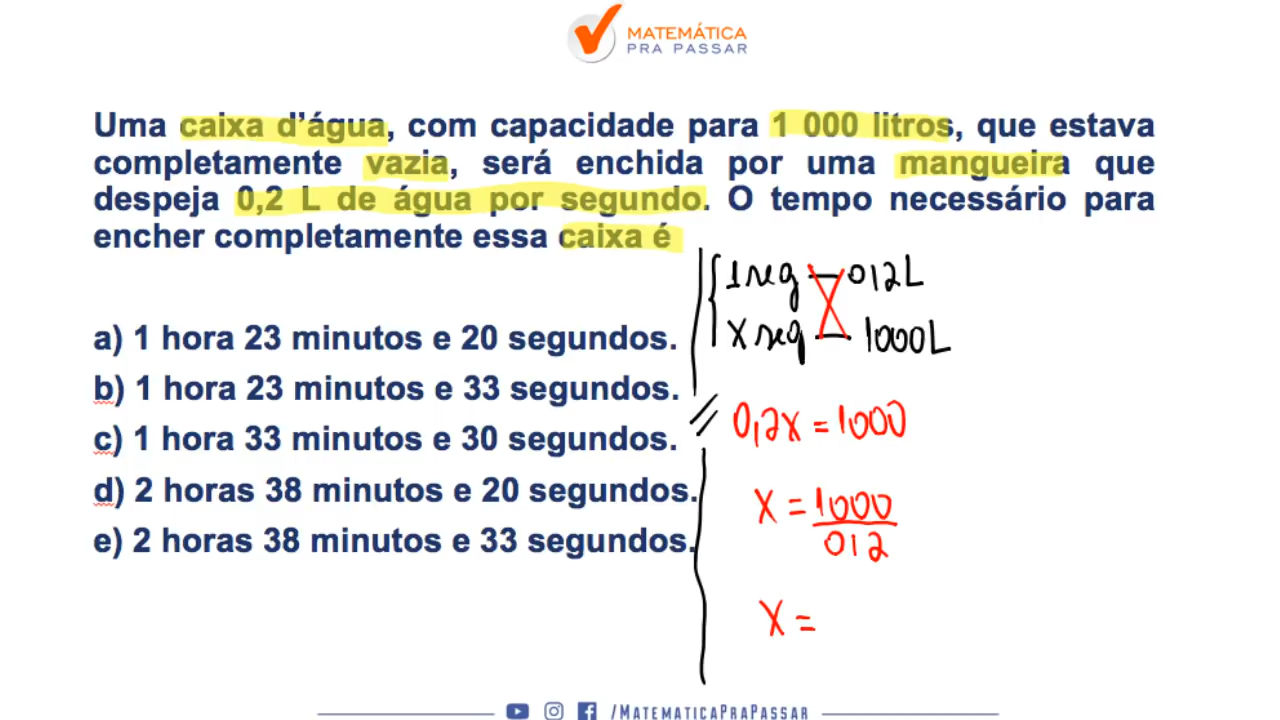 MATEMÁTICA
PRA PASSAR
Uma caixa d'água, com capacidade para 1 000 litros, que estava
completamente vazia, será enchida por uma mangueira que
despeja 0,2 L de água por segundo. O tempo necessário para
encher completamente essa caixa é
1 seg — 0,2L
X seg — 1000L
a) 1 hora 23 minutos e 20 segundos.
b) 1 hora 23 minutos e 33 segundos.
c) 1 hora 33 minutos e 30 segundos.
d) 2 horas 38 minutos e 20 segundos.
e) 2 horas 38 minutos e 33 segundos.
0,2X = 1000
X = 1000
0,2
X =
/MATEMATICAPRAPASSAR